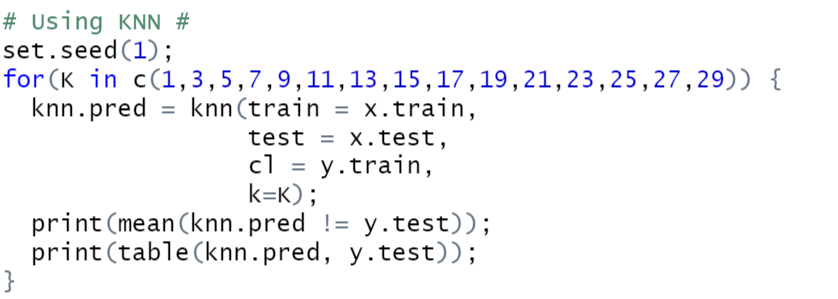 # Using KNN #
set.seed(1);
for(K in c(1,3,5,7,9,11,13,15,17,19,21,23,25,27,29)) {
  knn.pred = knn(train = x.train,
                 test = x.test,
                 cl = y.train,
                 k=K);
  print(mean(knn.pred != y.test));
  print(table(knn.pred, y.test));
}